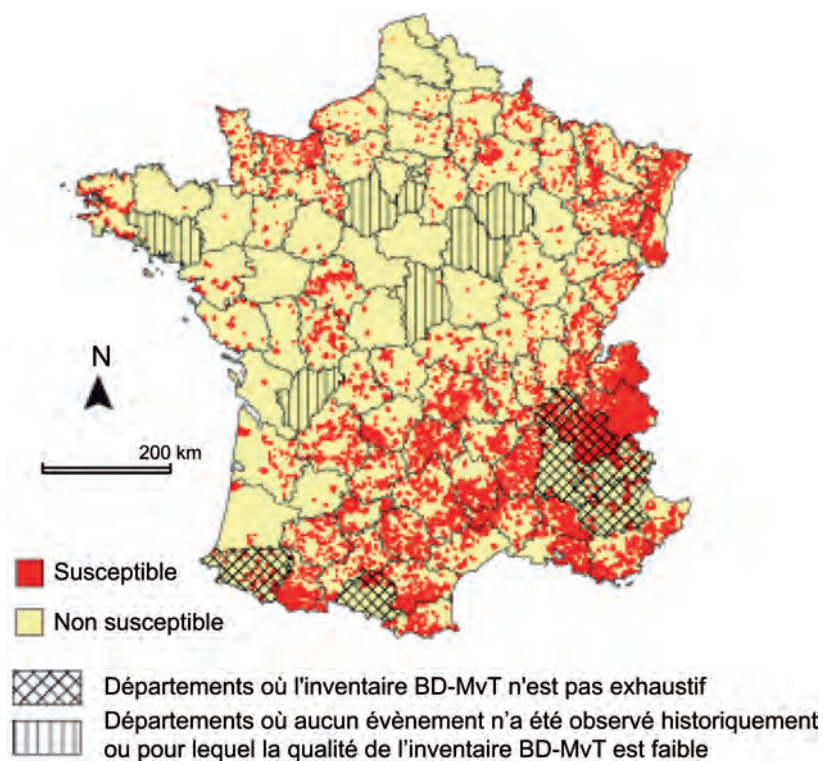 N
200 km
Susceptible
Non susceptible
Départements où l'inventaire BD-MvT n'est pas exhaustif
Départements où aucun évènement n'a été observé historiquement
ou pour lequel la qualité de l'inventaire BD-MvT est faible